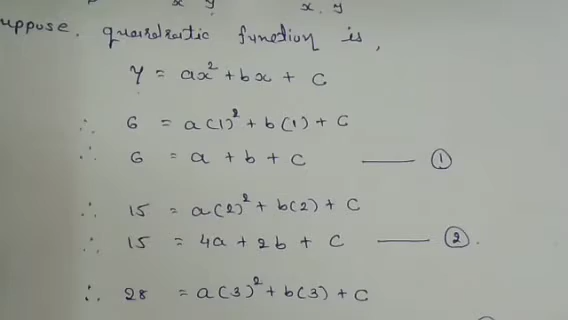 x y x, y
uppose, quadratic function is,
y = ax² + bx + c
∴ 6 = a(1)² + b(1) + c
∴ 6 = a + b + c —— ①
∴ 15 = a(2)² + b(2) + c
∴ 15 = 4a + 2b + c —— ②.
∴ 28 = a(3)² + b(3) + c